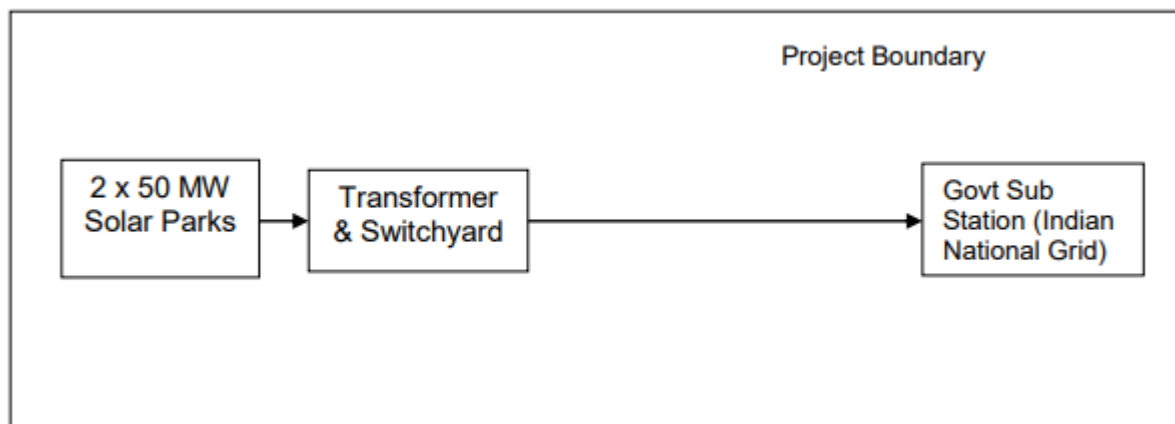 Project Boundary
2 x 50 MW
Solar Parks
Transformer
& Switchyard
Govt Sub
Station (Indian
National Grid)